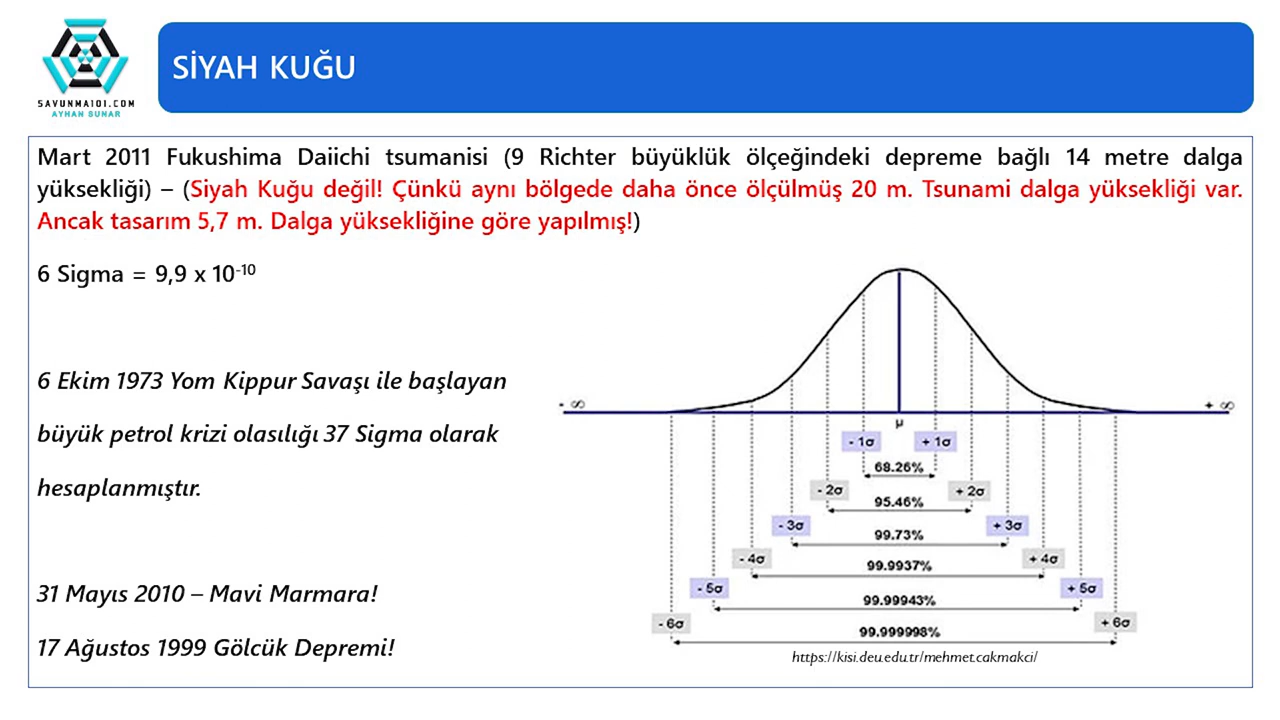 SAVUNMA101.COM
AYHAN SUNAR
SİYAH KUĞU
Mart 2011 Fukushima Daiichi tsumanisi (9 Richter büyüklük ölçeğindeki depreme bağlı 14 metre dalga
yüksekliği) – (Siyah Kuğu değil! Çünkü aynı bölgede daha önce ölçülmüş 20 m. Tsunami dalga yüksekliği var.
Ancak tasarım 5,7 m. Dalga yüksekliğine göre yapılmış!)
6 Sigma = 9,9 x 10-10
6 Ekim 1973 Yom Kippur Savaşı ile başlayan
büyük petrol krizi olasılığı 37 Sigma olarak
hesaplanmıştır.
31 Mayıs 2010 – Mavi Marmara!
17 Ağustos 1999 Gölcük Depremi!
- ∞ + ∞
μ
- 1σ + 1σ
68.26%
- 2σ + 2σ
95.46%
- 3σ + 3σ
99.73%
- 4σ + 4σ
99.9937%
- 5σ + 5σ
99.99943%
- 6σ + 6σ
99.999998%
https://kisi.deu.edu.tr/mehmet.cakmakci/